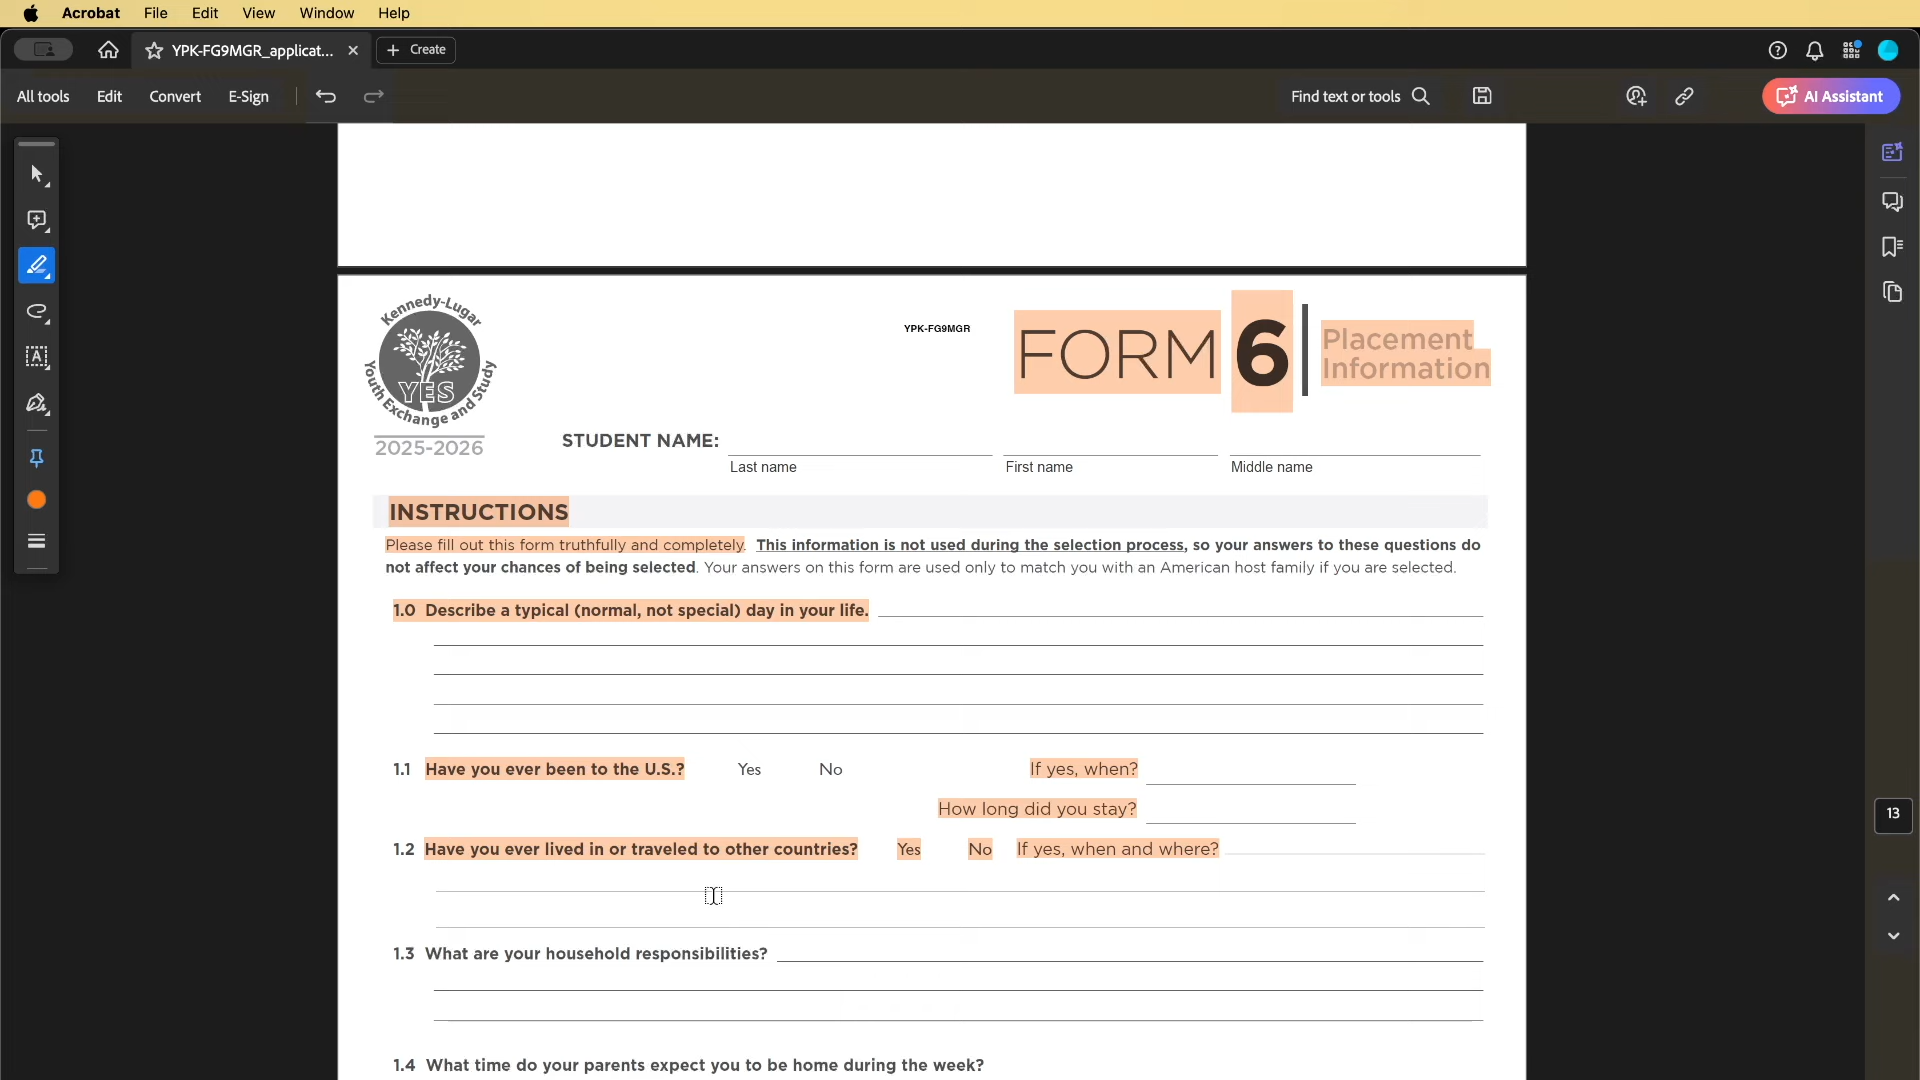 Acrobat File Edit View Window Help
YPK-FG9MGR_applicat... Create
All tools Edit Convert E-Sign Find text or tools AI Assistant
Kennedy-Lugar
YES
Youth Exchange and Study
2025-2026
YPK-FG9MGR
FORM 6
Placement
Information
STUDENT NAME:
Last name First name Middle name
INSTRUCTIONS
Please fill out this form truthfully and completely. This information is not used during the selection process, so your answers to these questions do
not affect your chances of being selected. Your answers on this form are used only to match you with an American host family if you are selected.
1.0 Describe a typical (normal, not special) day in your life.
1.1 Have you ever been to the U.S.? Yes No If yes, when?
How long did you stay?
1.2 Have you ever lived in or traveled to other countries? Yes No If yes, when and where?
1.3 What are your household responsibilities?
1.4 What time do your parents expect you to be home during the week?
13